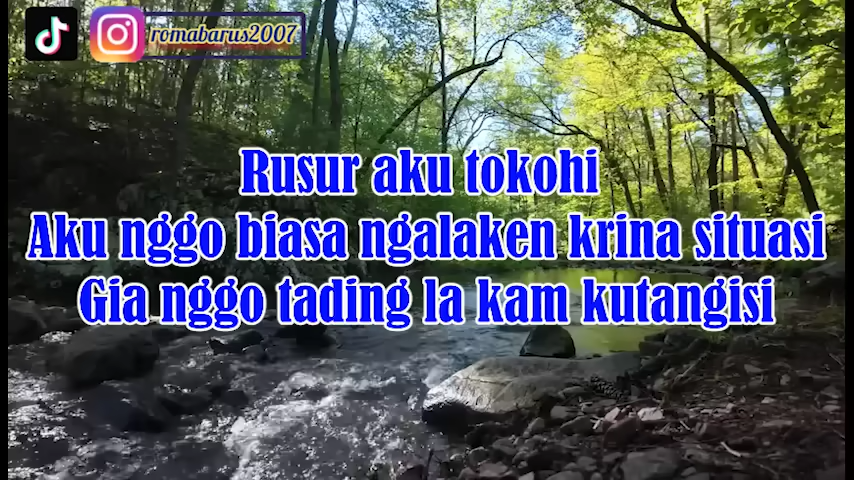 romabarus2007
Rusur aku tokohi
Aku nggo biasa ngalaken krina situasi
Gia nggo tading la kam kutangisi